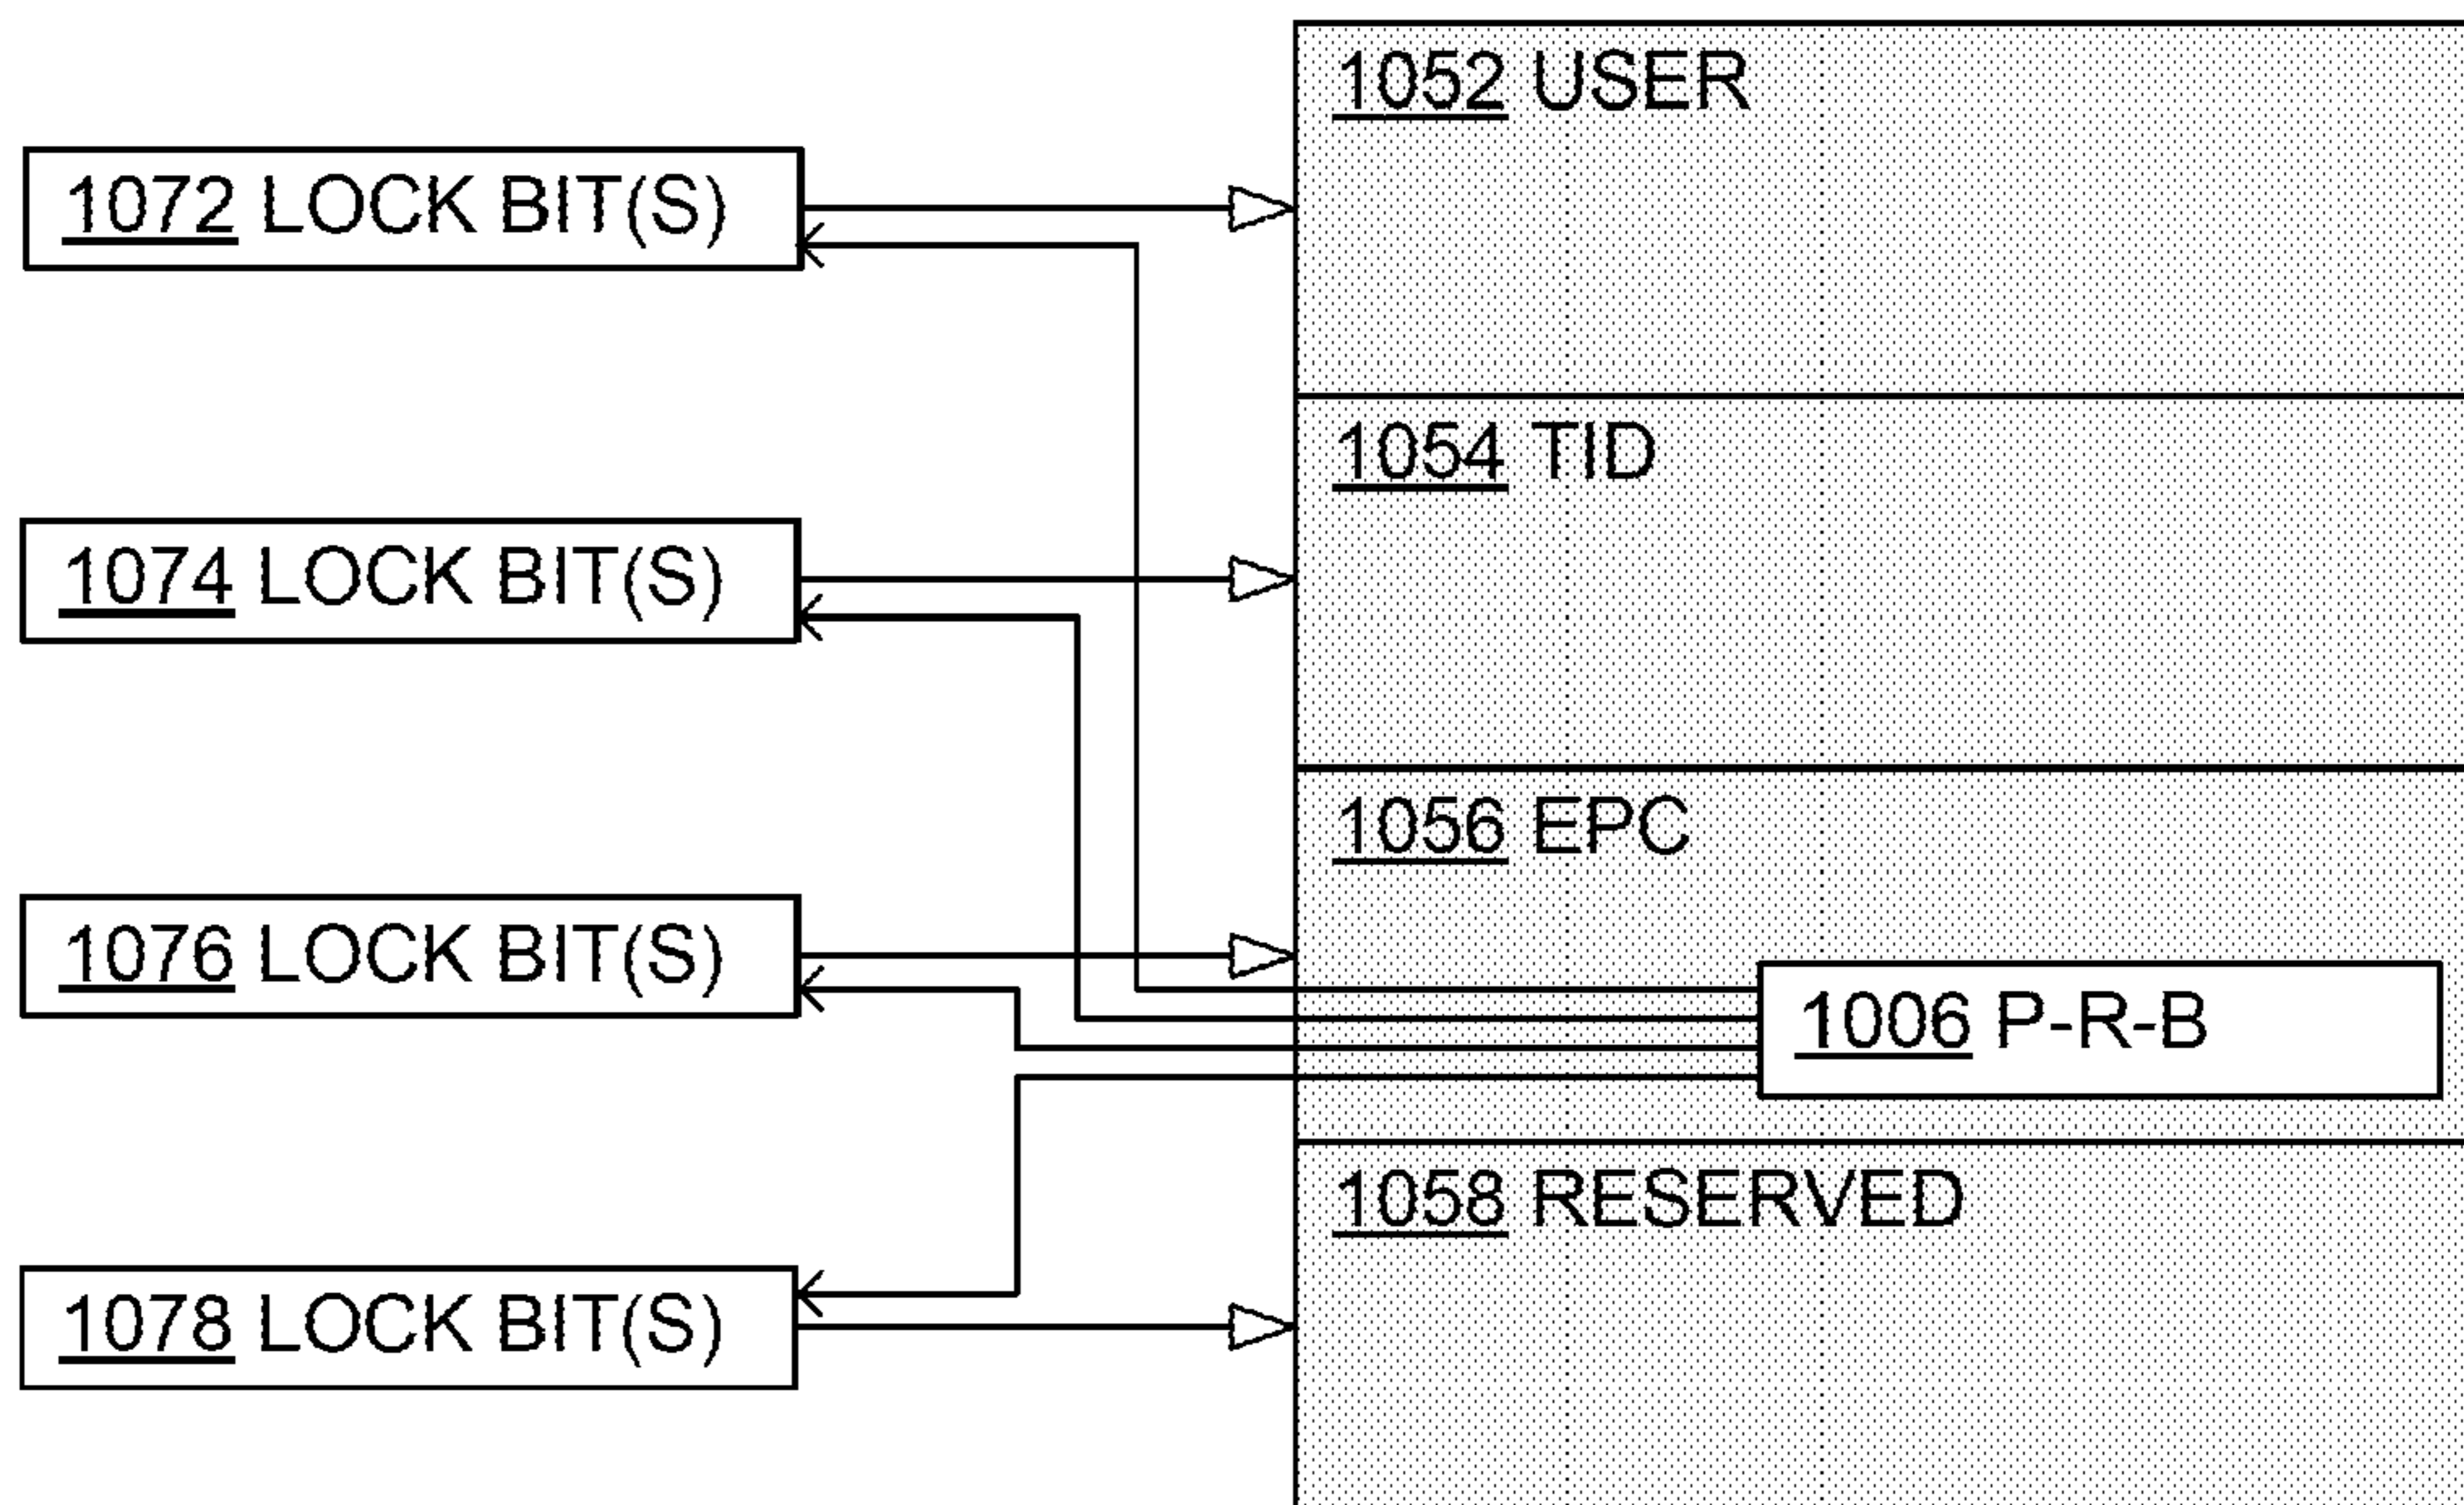 1052 USER
1072 LOCK BIT(S)
1054 TID
1074 LOCK BIT(S)
1056 EPC
1076 LOCK BIT(S)
1006 P-R-B
1058 RESERVED
1078 LOCK BIT(S)